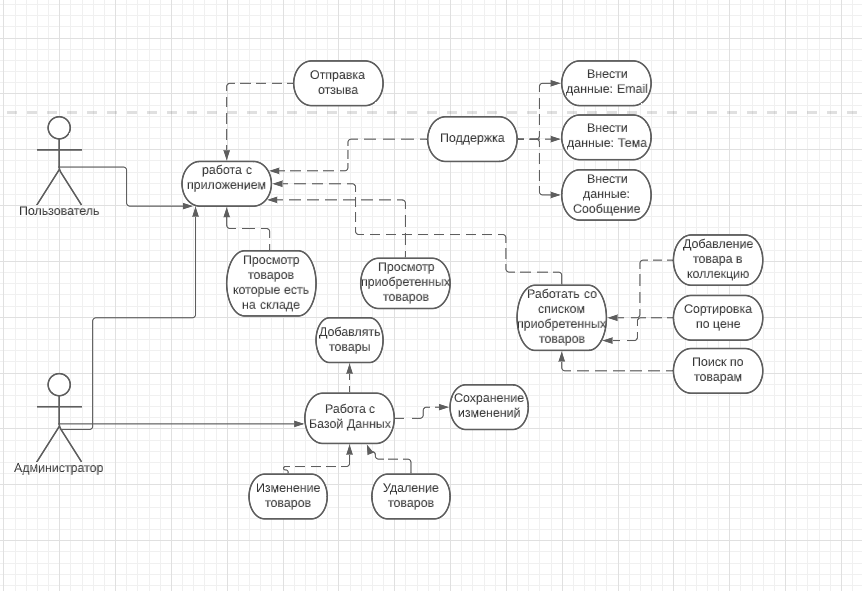 Отправка
отзыва
Внести
данные: Email
Поддержка
Внести
данные: Тема
Внести
данные:
Сообщение
работа с
приложением
Пользователь
Просмотр
товаров
которые есть
на складе
Просмотр
приобретенных
товаров
Добавление
товара в
коллекцию
Работать со
списком
приобретенных
товаров
Сортировка
по цене
Поиск по
товарам
Добавлять
товары
Работа с
Базой Данных
Сохранение
изменений
Администратор
Изменение
товаров
Удаление
товаров